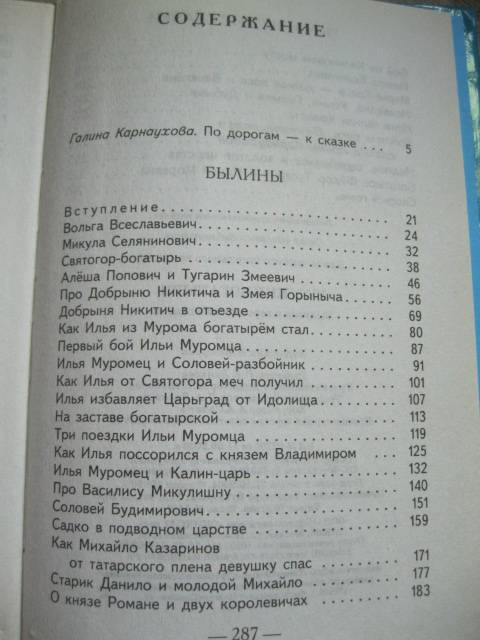 СОДЕРЖАНИЕ
Галина Карнаухова. По дорогам — к сказке . . . 5
БЫЛИНЫ
Вступление . . . . . . . . . . . . . . . . . . . . . . . 21
Вольга Всеславьевич . . . . . . . . . . . . . . . . . . 24
Микула Селянинович . . . . . . . . . . . . . . . . . . 32
Святогор-богатырь . . . . . . . . . . . . . . . . . . . 38
Алёша Попович и Тугарин Змеевич . . . . . . . . . 46
Про Добрыню Никитича и Змея Горыныча . . . . . . 56
Добрыня Никитич в отъезде . . . . . . . . . . . . . 69
Как Илья из Мурома богатырём стал . . . . . . . . 80
Первый бой Ильи Муромца . . . . . . . . . . . . . . 87
Илья Муромец и Соловей-разбойник . . . . . . . . 91
Как Илья от Святогора меч получил . . . . . . . . 101
Илья избавляет Царьград от Идолища . . . . . . . 107
На заставе богатырской . . . . . . . . . . . . . . . 113
Три поездки Ильи Муромца . . . . . . . . . . . . . 119
Как Илья поссорился с князем Владимиром . . . . 125
Илья Муромец и Калин-царь . . . . . . . . . . . . . 132
Про Василису Микулишну . . . . . . . . . . . . . . 140
Соловей Будимирович . . . . . . . . . . . . . . . . . 151
Садко в подводном царстве . . . . . . . . . . . . . 159
Как Михайло Казаринов
от татарского плена девушку спас . . . . . . . . 171
Старик Данило и молодой Михайло . . . . . . . . . 177
О князе Романе и двух королевичах . . . . . . . . 183
— 287 —